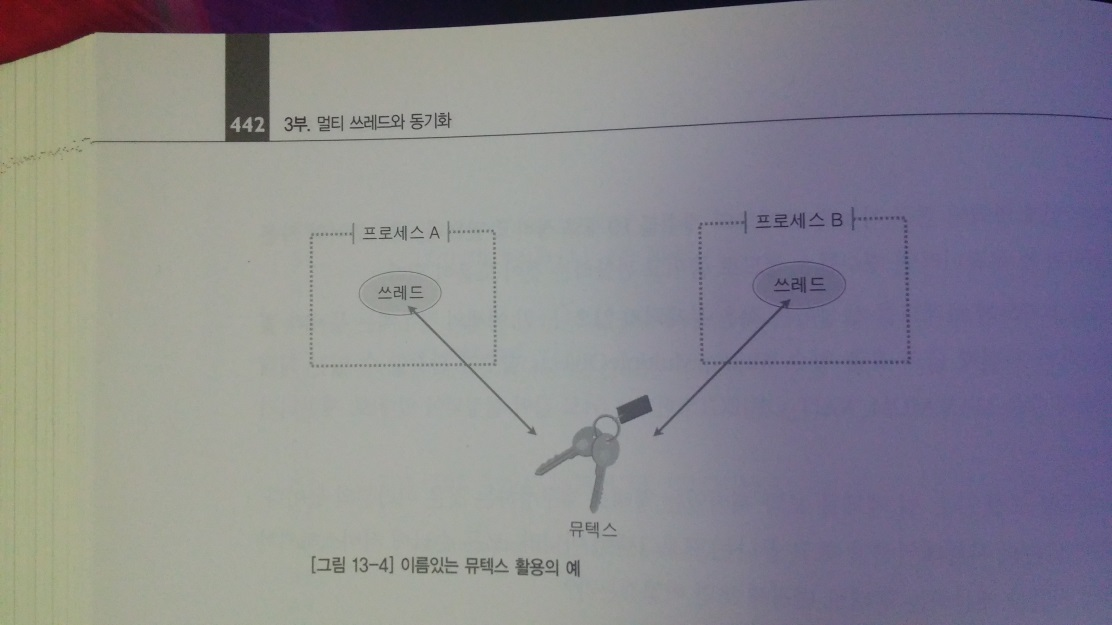 442 3부. 멀티 쓰레드와 동기화
프로세스 A
프로세스 B
쓰레드
쓰레드
뮤텍스
[그림 13-4] 이름있는 뮤텍스 활용의 예